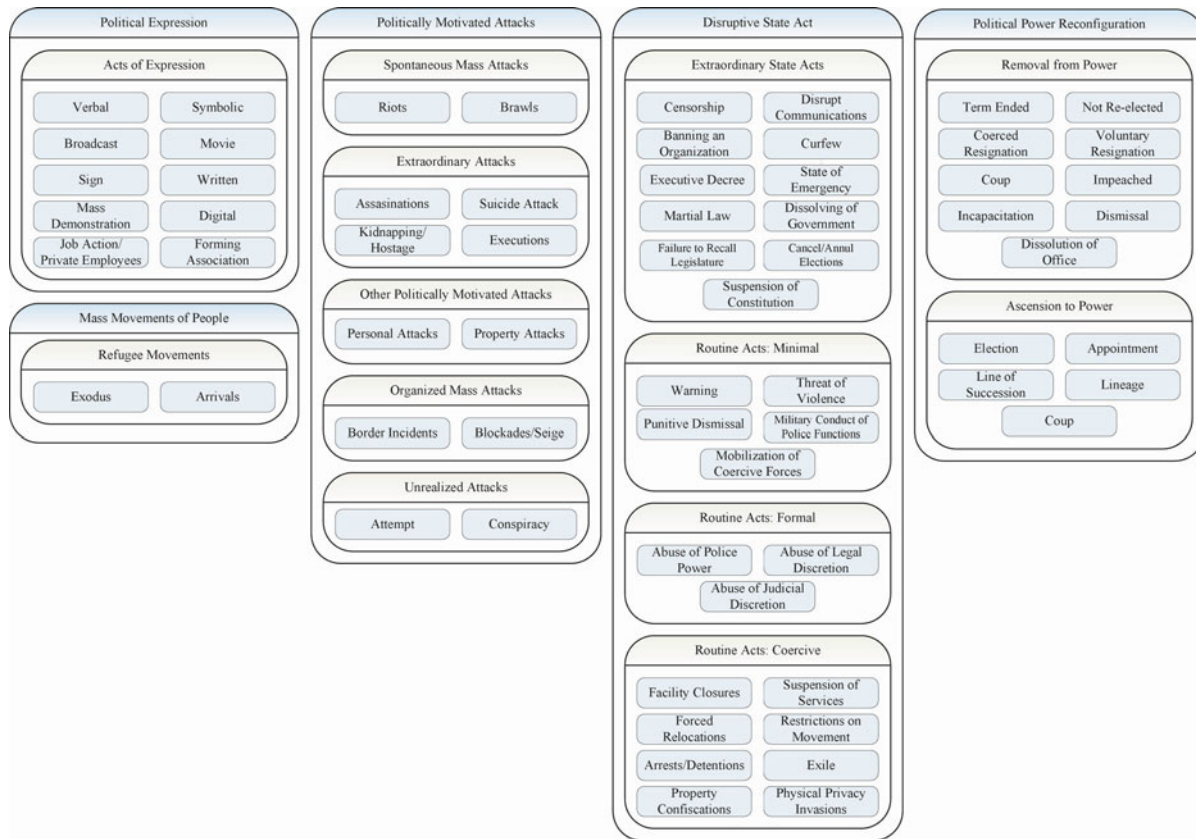 Political Expression
Acts of Expression
Verbal
Symbolic
Broadcast
Movie
Sign
Written
Mass
Demonstration
Digital
Job Action/
Private Employees
Forming
Association
Mass Movements of People
Refugee Movements
Exodus
Arrivals
Politically Motivated Attacks
Spontaneous Mass Attacks
Riots
Brawls
Extraordinary Attacks
Assasinations
Suicide Attack
Kidnapping/
Hostage
Executions
Other Politically Motivated Attacks
Personal Attacks
Property Attacks
Organized Mass Attacks
Border Incidents
Blockades/Seige
Unrealized Attacks
Attempt
Conspiracy
Disruptive State Act
Extraordinary State Acts
Censorship
Disrupt
Communications
Banning an
Organization
Curfew
Executive Decree
State of
Emergency
Martial Law
Dissolving of
Government
Failure to Recall
Legislature
Cancel/Annul
Elections
Suspension of
Constitution
Routine Acts: Minimal
Warning
Threat of
Violence
Punitive Dismissal
Military Conduct of
Police Functions
Mobilization of
Coercive Forces
Routine Acts: Formal
Abuse of Police
Power
Abuse of Legal
Discretion
Abuse of Judicial
Discretion
Routine Acts: Coercive
Facility Closures
Suspension of
Services
Forced
Relocations
Restrictions on
Movement
Arrests/Detentions
Exile
Property
Confiscations
Physical Privacy
Invasions
Political Power Reconfiguration
Removal from Power
Term Ended
Not Re-elected
Coerced
Resignation
Voluntary
Resignation
Coup
Impeached
Incapacitation
Dismissal
Dissolution of
Office
Ascension to Power
Election
Appointment
Line of
Succession
Lineage
Coup